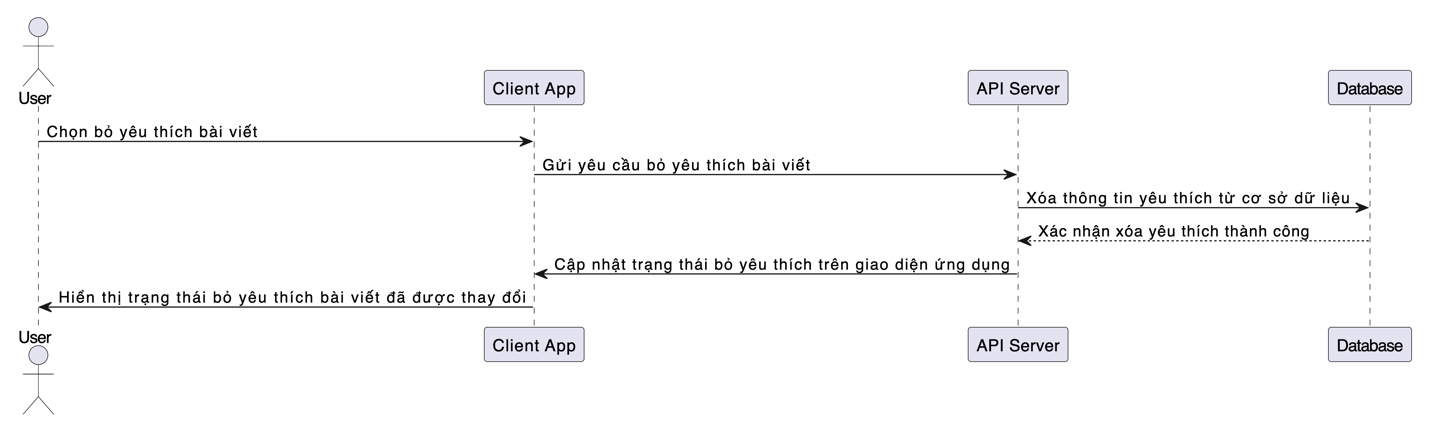 User
Client App
API Server
Database
Chọn bỏ yêu thích bài viết
Gửi yêu cầu bỏ yêu thích bài viết
Xóa thông tin yêu thích từ cơ sở dữ liệu
Xác nhận xóa yêu thích thành công
Cập nhật trạng thái bỏ yêu thích trên giao diện ứng dụng
Hiển thị trạng thái bỏ yêu thích bài viết đã được thay đổi
User
Client App
API Server
Database